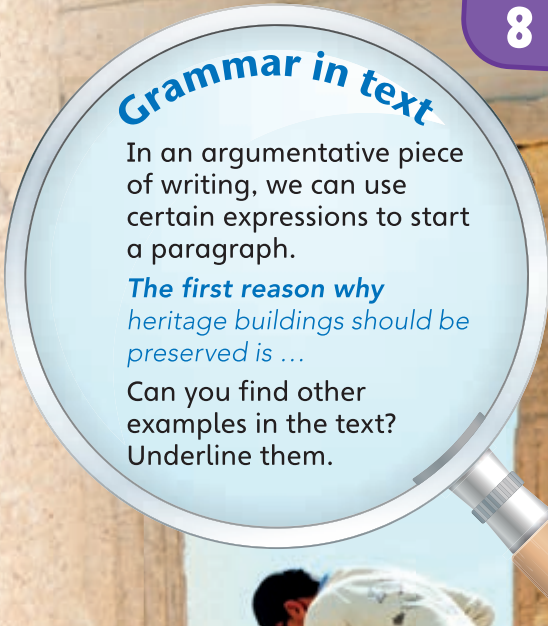 8
Grammar in text
In an argumentative piece
of writing, we can use
certain expressions to start
a paragraph.
The first reason why
heritage buildings should be
preserved is ...
Can you find other
examples in the text?
Underline them.